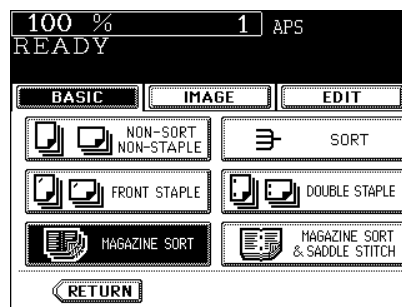 100 % 1 APS
READY
BASIC IMAGE EDIT
NON-SORT
NON-STAPLE
SORT
FRONT STAPLE
DOUBLE STAPLE
MAGAZINE SORT
MAGAZINE SORT
& SADDLE STITCH
RETURN